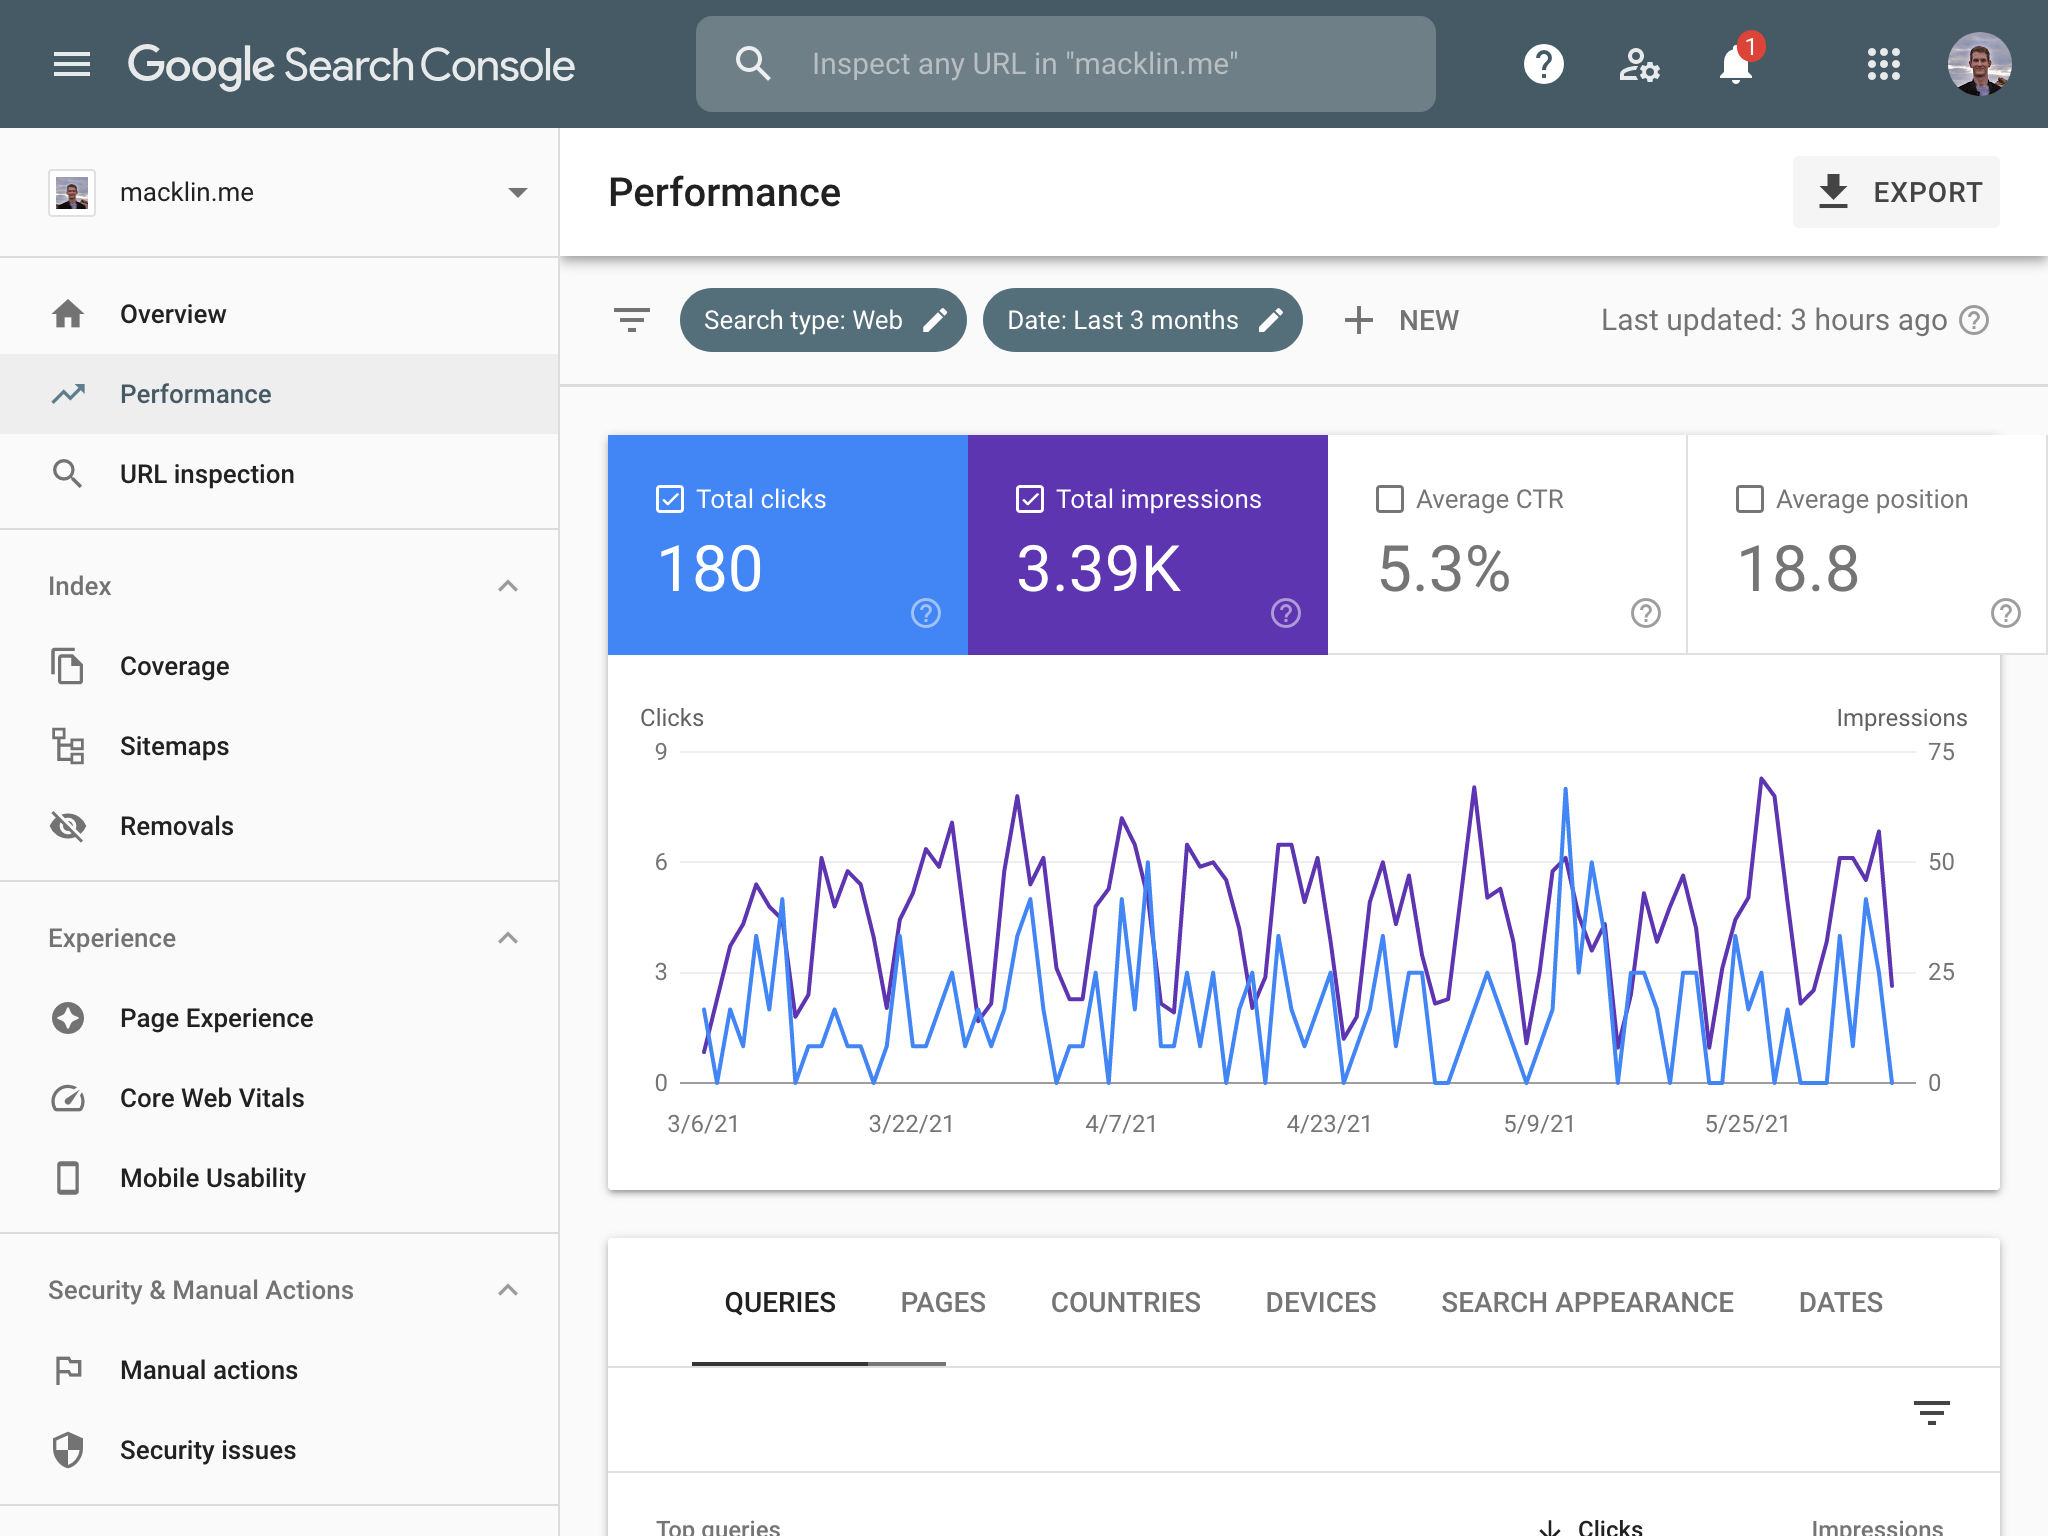 Google Search Console
Inspect any URL in "macklin.me"
1
macklin.me
Overview
Performance
URL inspection
Index
Coverage
Sitemaps
Removals
Experience
Page Experience
Core Web Vitals
Mobile Usability
Security & Manual Actions
Manual actions
Security issues
Performance
EXPORT
Search type: Web
Date: Last 3 months
NEW
Last updated: 3 hours ago
Total clicks
180
Total impressions
3.39K
Average CTR
5.3%
Average position
18.8
Clicks
Impressions
9
75
6
50
3
25
0
0
3/6/21 3/22/21 4/7/21 4/23/21 5/9/21 5/25/21
QUERIES PAGES COUNTRIES DEVICES SEARCH APPEARANCE DATES
Top queries Clicks Impressions